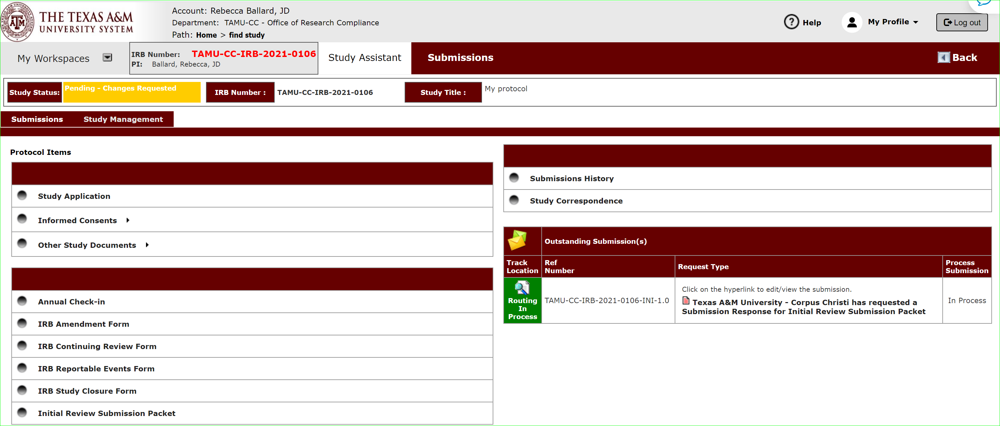 THE TEXAS A&M
UNIVERSITY SYSTEM
Account: Rebecca Ballard, JD
Department: TAMU-CC - Office of Research Compliance
Path: Home > find study
Help
My Profile
Log out
My Workspaces
IRB Number: TAMU-CC-IRB-2021-0106
PI: Ballard, Rebecca, JD
Study Assistant
Submissions
Back
Study Status: Pending - Changes Requested
IRB Number : TAMU-CC-IRB-2021-0106
Study Title : My protocol
Submissions
Study Management
Protocol Items
Study Application
Informed Consents
Other Study Documents
Annual Check-in
IRB Amendment Form
IRB Continuing Review Form
IRB Reportable Events Form
IRB Study Closure Form
Initial Review Submission Packet
Submissions History
Study Correspondence
Outstanding Submission(s)
Track
Location
Ref
Number
Request Type
Process
Submission
Routing
In
Process
TAMU-CC-IRB-2021-0106-INI-1.0
Click on the hyperlink to edit/view the submission.
Texas A&M University - Corpus Christi has requested a
Submission Response for Initial Review Submission Packet
In Process